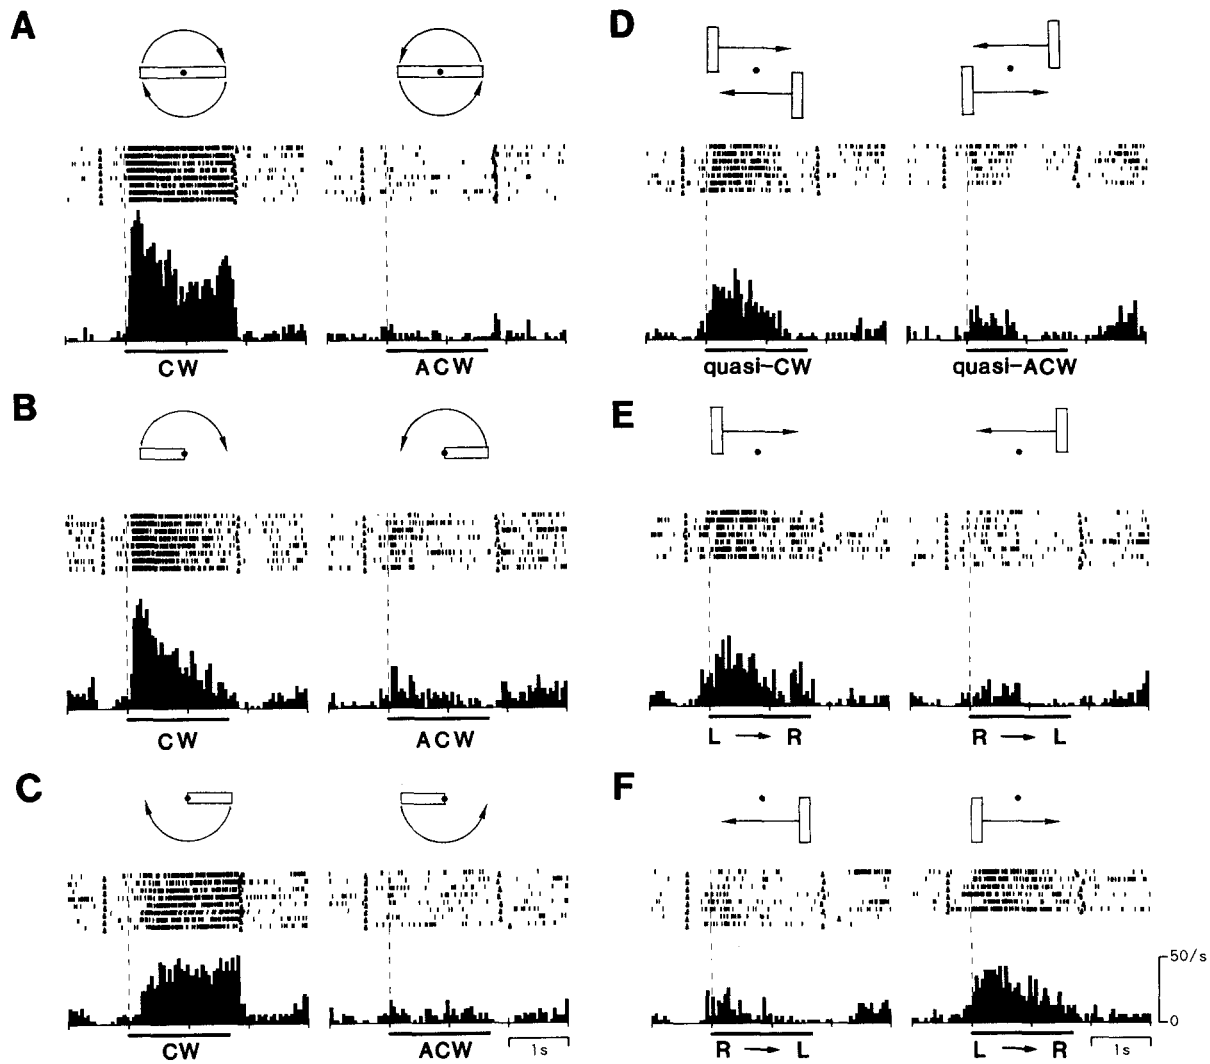 A
D
CW
ACW
quasi-CW
quasi-ACW
B
E
CW
ACW
L → R
R → L
C
F
50/s
0
CW
ACW
1s
R → L
L → R
1s